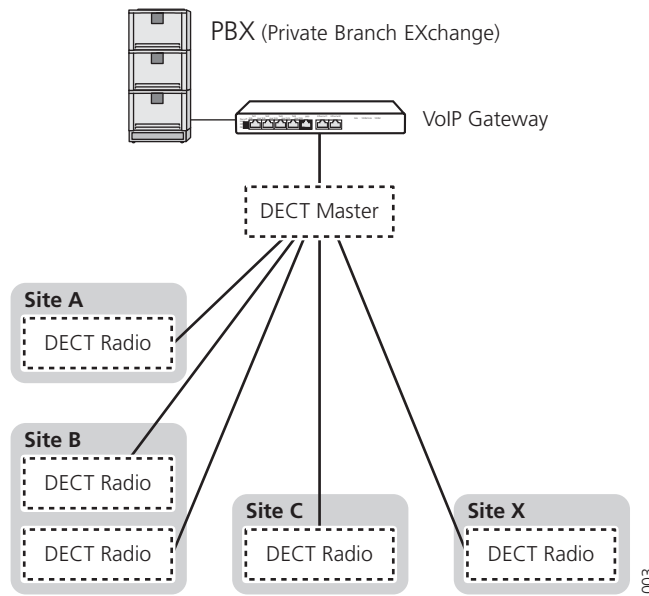 PBX (Private Branch EXchange)
VoIP Gateway
DECT Master
Site A
DECT Radio
Site B
DECT Radio
DECT Radio
Site C
DECT Radio
Site X
DECT Radio
003